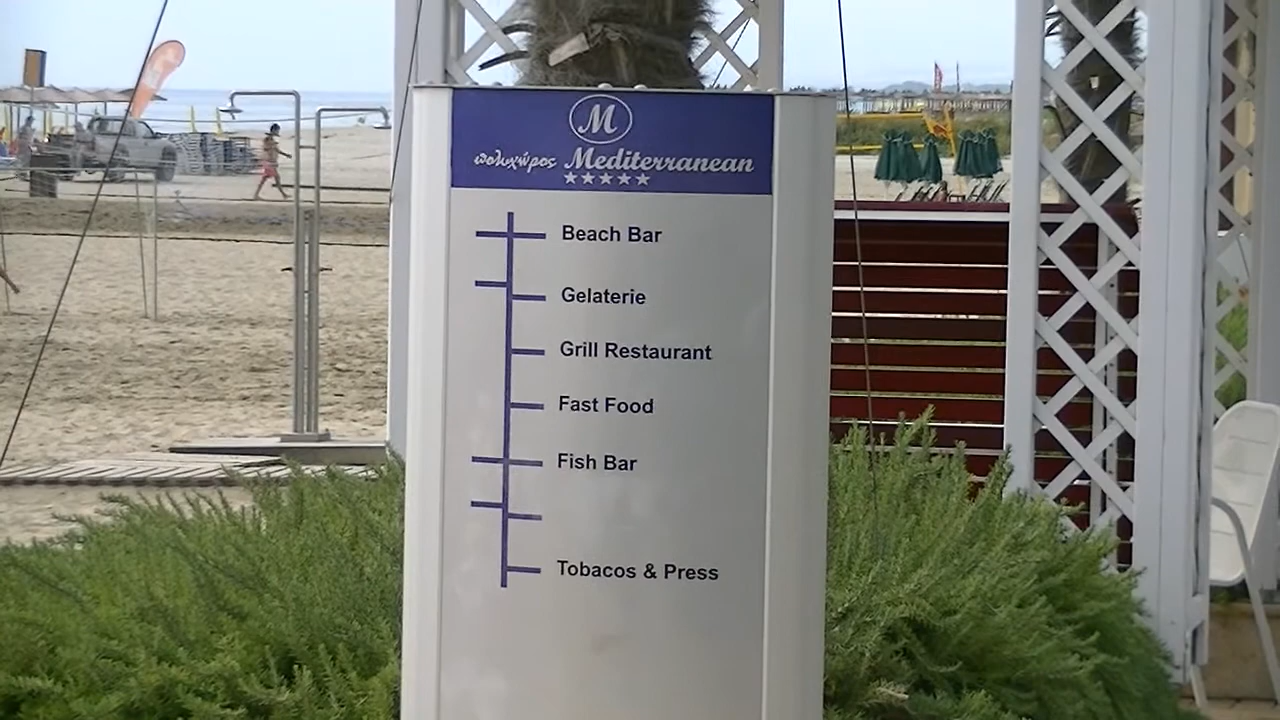 M
πολυχώρος Mediterranean
Beach Bar
Gelaterie
Grill Restaurant
Fast Food
Fish Bar
Tobacos & Press